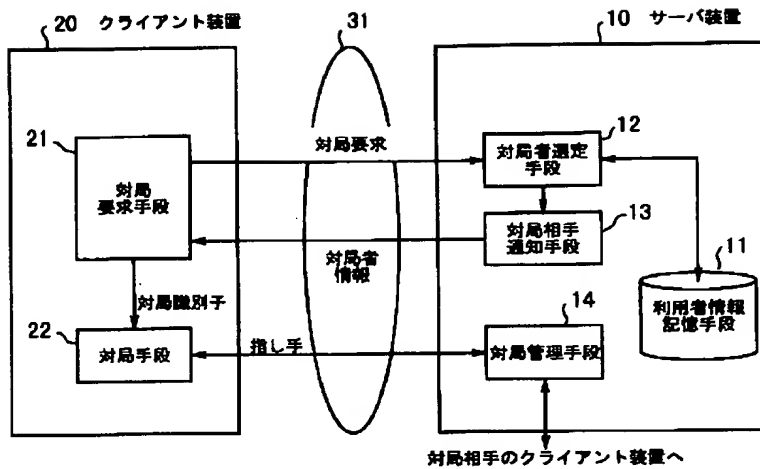 20 クライアント装置
31
10 サーバ装置
21
対局
要求手段
対局要求
12
対局者選定
手段
13
対局相手
通知手段
対局者
情報
11
利用者情報
記憶手段
対局識別子
22
対局手段
指し手
14
対局管理手段
対局相手のクライアント装置へ